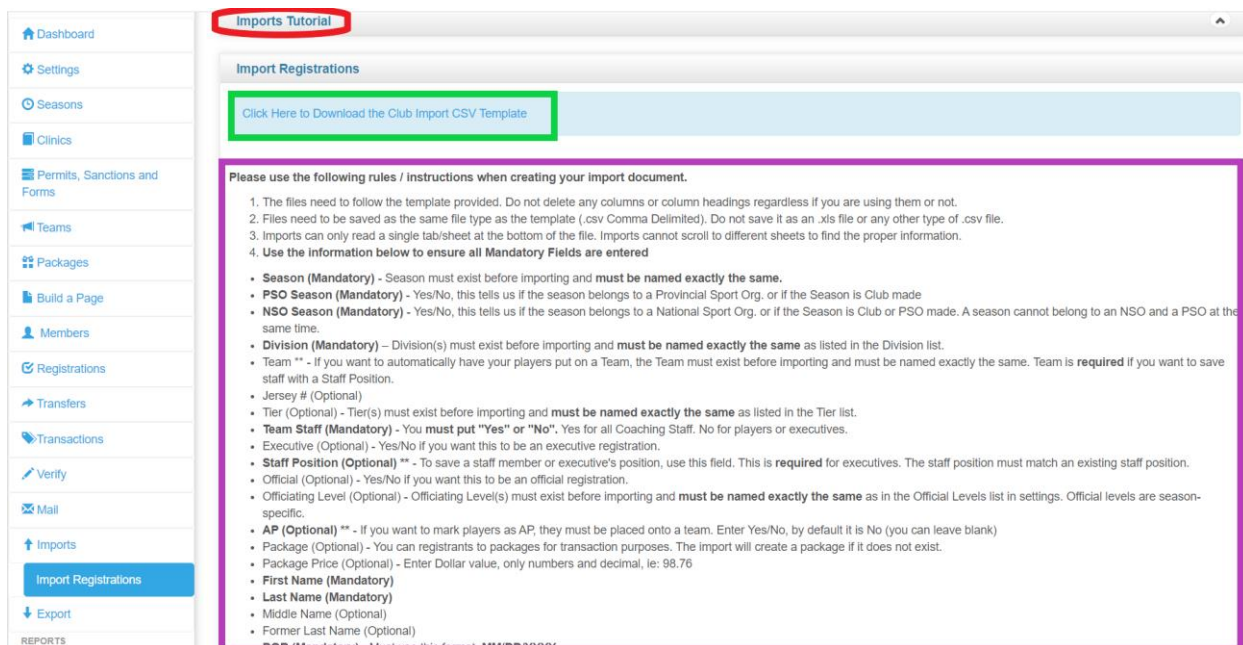 Dashboard
Settings
Seasons
Clinics
Permits, Sanctions and
Forms
Teams
Packages
Build a Page
Members
Registrations
Transfers
Transactions
Verify
Mail
Imports
Import Registrations
Export
REPORTS
Imports Tutorial
Import Registrations
Click Here to Download the Club Import CSV Template
Please use the following rules / instructions when creating your import document.
1. The files need to follow the template provided. Do not delete any columns or column headings regardless if you are using them or not.
2. Files need to be saved as the same file type as the template (.csv Comma Delimited). Do not save it as an .xls file or any other type of .csv file.
3. Imports can only read a single tab/sheet at the bottom of the file. Imports cannot scroll to different sheets to find the proper information.
4. Use the information below to ensure all Mandatory Fields are entered
• Season (Mandatory) - Season must exist before importing and must be named exactly the same.
• PSO Season (Mandatory) - Yes/No, this tells us if the season belongs to a Provincial Sport Org. or if the Season is Club made
• NSO Season (Mandatory) - Yes/No, this tells us if the season belongs to a National Sport Org. or if the Season is Club or PSO made. A season cannot belong to an NSO and a PSO at the
same time.
• Division (Mandatory) – Division(s) must exist before importing and must be named exactly the same as listed in the Division list.
• Team ** - If you want to automatically have your players put on a Team, the Team must exist before importing and must be named exactly the same. Team is required if you want to save
staff with a Staff Position.
• Jersey # (Optional)
• Tier (Optional) - Tier(s) must exist before importing and must be named exactly the same as listed in the Tier list.
• Team Staff (Mandatory) - You must put "Yes" or "No". Yes for all Coaching Staff. No for players or executives.
• Executive (Optional) - Yes/No if you want this to be an executive registration.
• Staff Position (Optional) ** - To save a staff member or executive's position, use this field. This is required for executives. The staff position must match an existing staff position.
• Official (Optional) - Yes/No if you want this to be an official registration.
• Officiating Level (Optional) - Officiating Level(s) must exist before importing and must be named exactly the same as in the Official Levels list in settings. Official levels are season-
specific.
• AP (Optional) ** - If you want to mark players as AP, they must be placed onto a team. Enter Yes/No, by default it is No (you can leave blank)
• Package (Optional) - You can registrants to packages for transaction purposes. The import will create a package if it does not exist.
• Package Price (Optional) - Enter Dollar value, only numbers and decimal, ie: 98.76
• First Name (Mandatory)
• Last Name (Mandatory)
• Middle Name (Optional)
• Former Last Name (Optional)